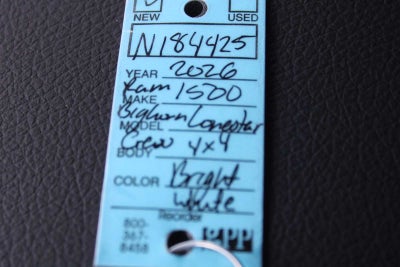 NEW USED
N184425
YEAR 2026
MAKE Ram 1500
MODEL Bighorn Lonestar
BODY Crew 4x4
COLOR Bright
White
Reorder
800-
367-
8458
epp